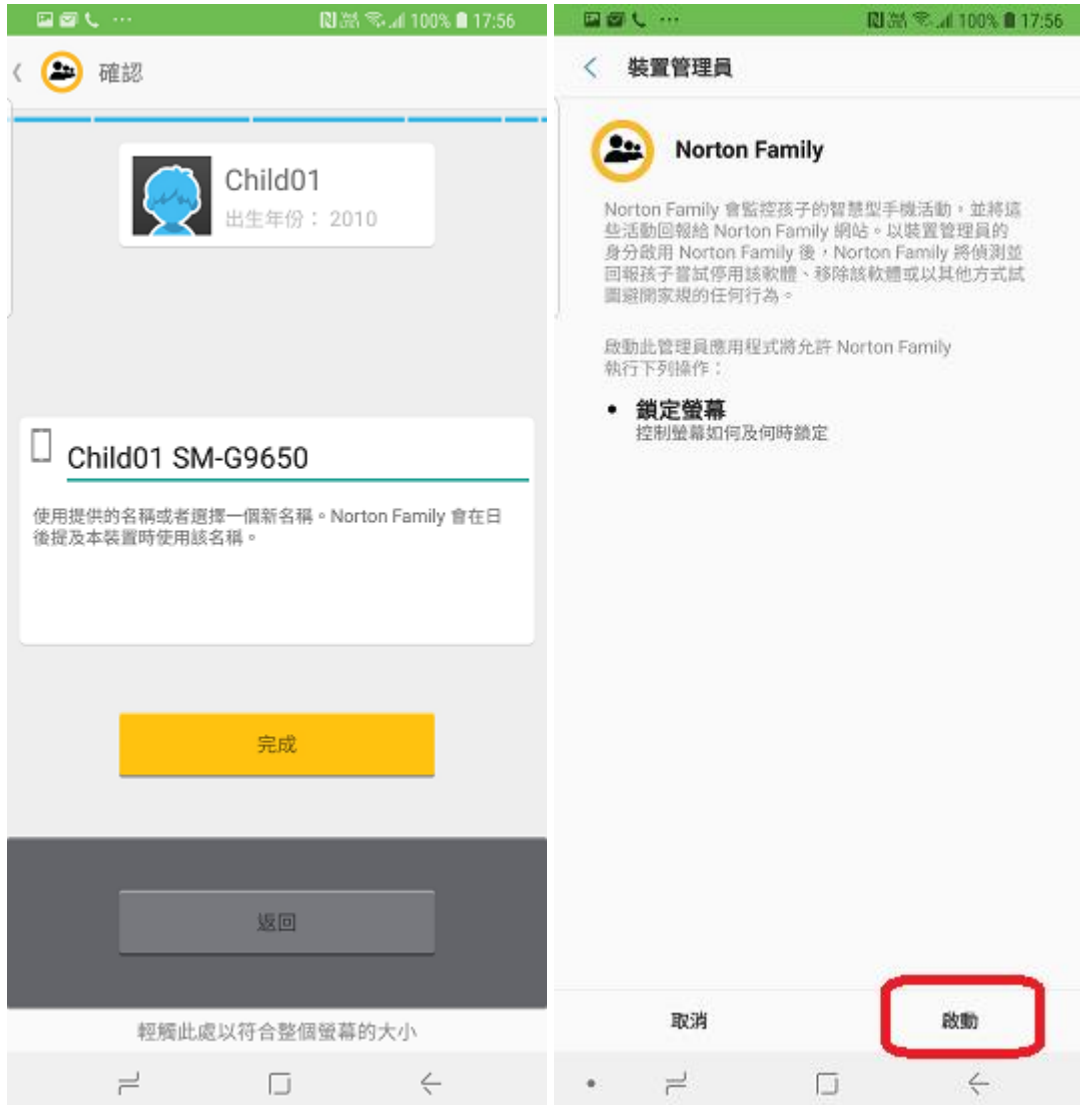 100% 17:56
確認
Child01
出生年份： 2010
Child01 SM-G9650
使用提供的名稱或者選擇一個新名稱。Norton Family 會在日
後提及本裝置時使用該名稱。
完成
返回
輕觸此處以符合整個螢幕的大小
100% 17:56
裝置管理員
Norton Family
Norton Family 會監控孩子的智慧型手機活動，並將這
些活動回報給 Norton Family 網站。以裝置管理員的
身分啟用 Norton Family 後，Norton Family 將偵測並
回報孩子嘗試停用該軟體、移除該軟體或以其他方式試
圖避開家規的任何行為。
啟動此管理員應用程式將允許 Norton Family
執行下列操作：
• 鎖定螢幕
控制螢幕如何及何時鎖定
取消
啟動